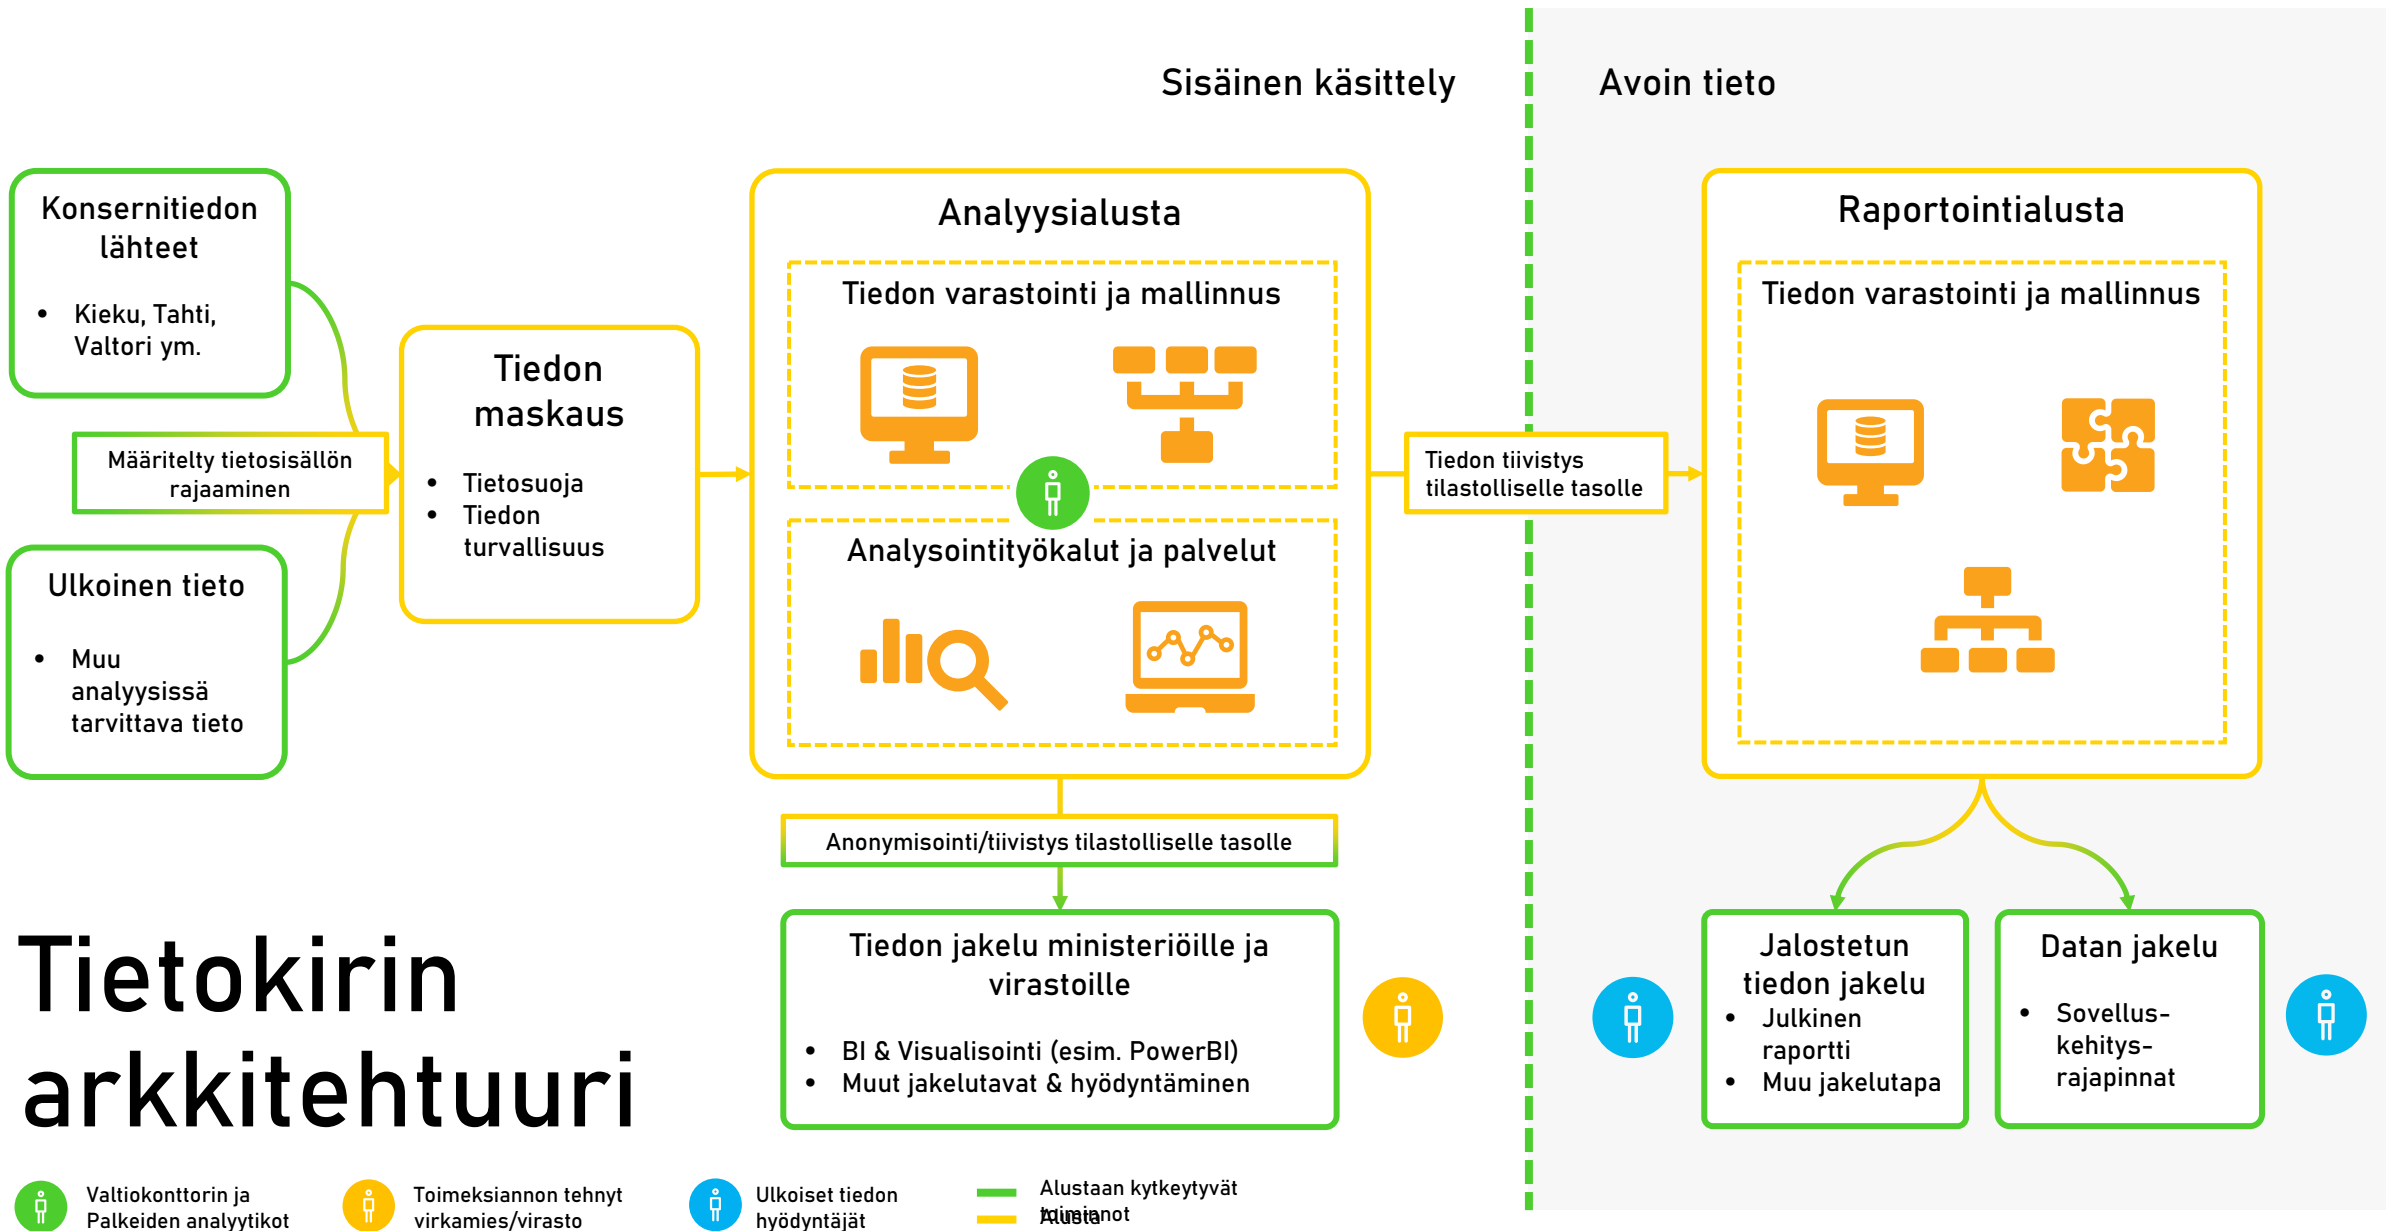 Sisäinen käsittely
Avoin tieto
Konsernitiedon
lähteet
• Kieku, Tahti,
Valtori ym.
Määritelty tietosisällön
rajaaminen
Ulkoinen tieto
• Muu
analyysissä
tarvittava tieto
Tiedon
maskaus
• Tietosuoja
• Tiedon
turvallisuus
Analyysialusta
Tiedon varastointi ja mallinnus
Analysointityökalut ja palvelut
Tiedon tiivistys
tilastolliselle tasolle
Raportointialusta
Tiedon varastointi ja mallinnus
Anonymisointi/tiivistys tilastolliselle tasolle
Tiedon jakelu ministeriöille ja
virastoille
• BI & Visualisointi (esim. PowerBI)
• Muut jakelutavat & hyödyntäminen
Jalostetun
tiedon jakelu
• Julkinen
raportti
• Muu jakelutapa
Datan jakelu
• Sovellus-
kehitys-
rajapinnat
Tietokirin
arkkitehtuuri
Valtiokonttorin ja
Palkeiden analyytikot
Toimeksiannon tehnyt
virkamies/virasto
Ulkoiset tiedon
hyödyntäjät
Alustaan kytkeytyvät
toiminnot
Alusta